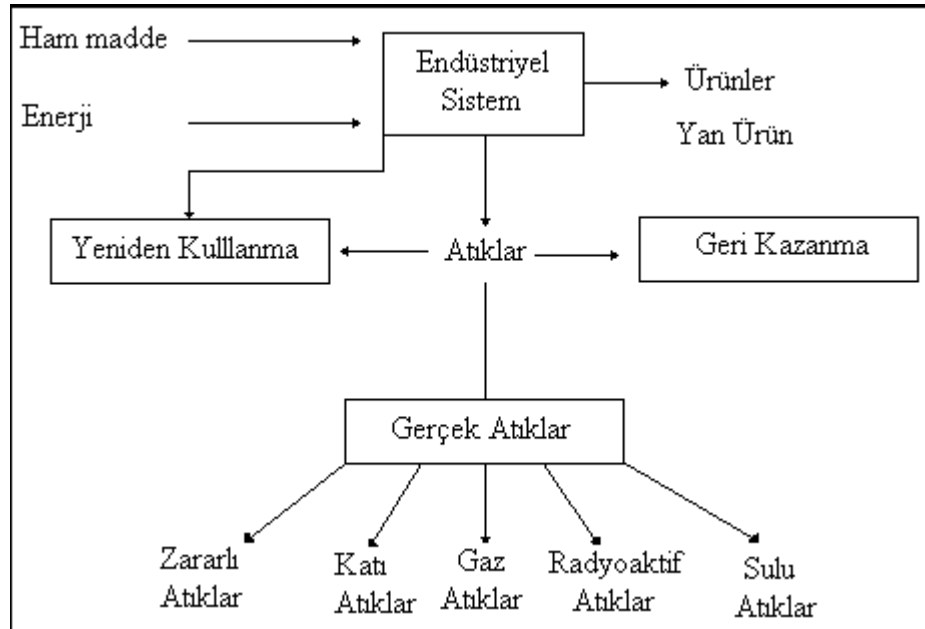 Ham madde
Endüstriyel
Sistem
Ürünler
Enerji
Yan Ürün
Yeniden Kulllanma
Atıklar
Geri Kazanma
Gerçek Atıklar
Zararlı
Atıklar
Katı
Atıklar
Gaz
Atıklar
Radyoaktif
Atıklar
Sulu
Atıklar